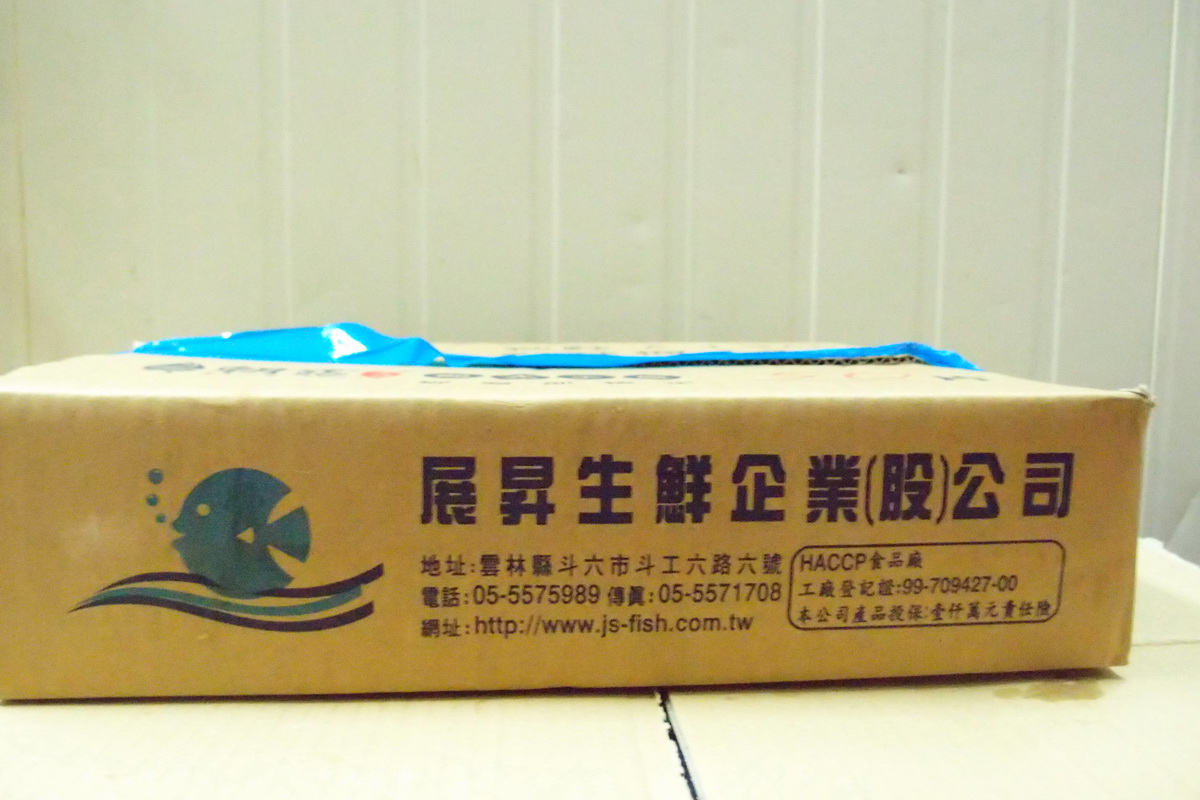 展昇生鮮企業(股)公司
地址:雲林縣斗六市斗工六路六號
電話:05-5575989 傳真:05-5571708
網址:http://www.js-fish.com.tw
HACCP食品廠
工廠登記證:99-709427-00
本公司產品投保:壹仟萬元責任險